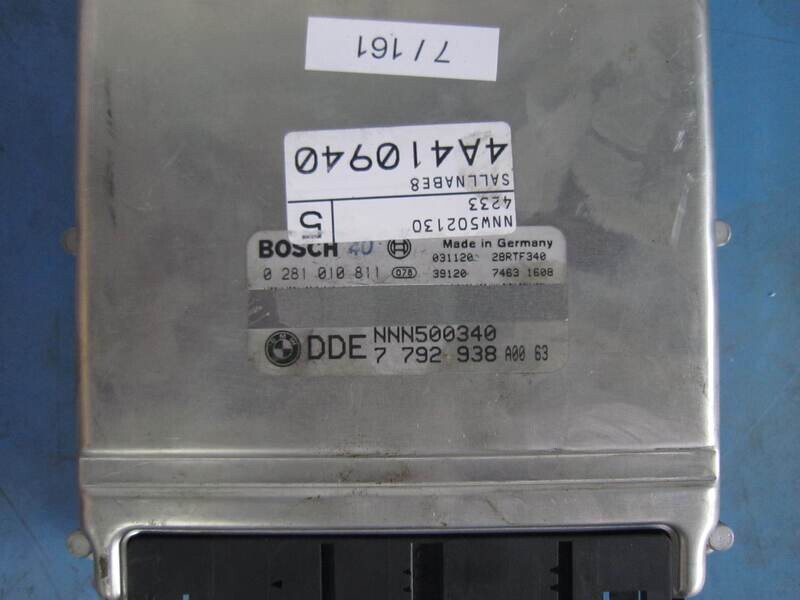 7/161
NNW502130
4233
5
SALLNABE8
4A410940
BOSCH 4U
Made in Germany
0 281 010 811 078
031120 28RTF340
39120 7463 1608
DDE NNN500340
7 792 938 A00 63